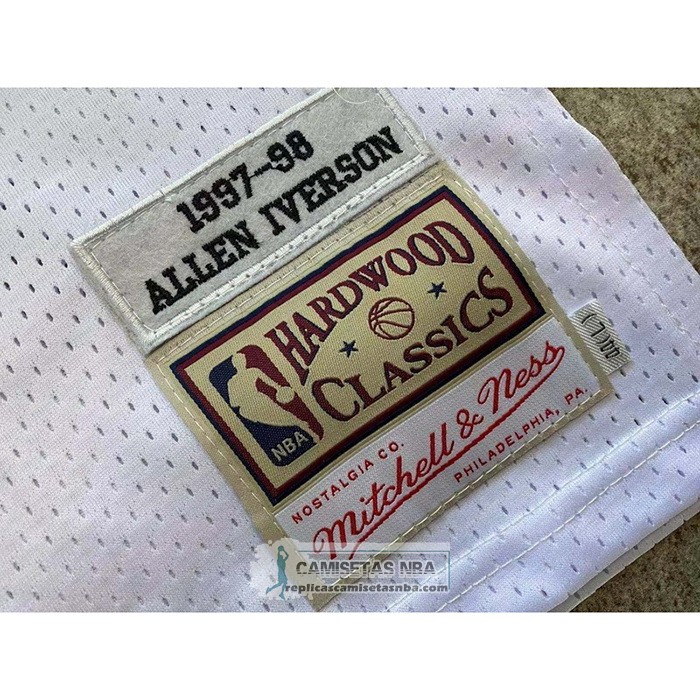 1997-98
ALLEN IVERSON
HARDWOOD
CLASSICS
NBA
NOSTALGIA CO.
Mitchell & Ness
PHILADELPHIA, PA.
CAMISETAS NBA
replicascamisetasnba.com